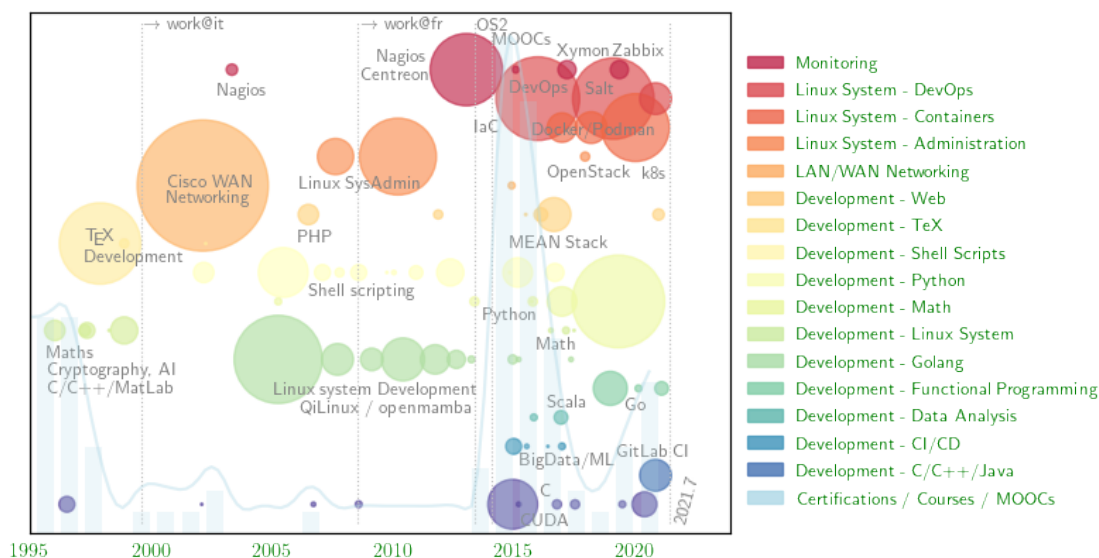 → work@it
→ work@fr
OS2
MOOCs
Nagios
Centreon
Xymon Zabbix
Nagios
DevOps
Salt
IaC
Docker/Podman
Linux SysAdmin
OpenStack
k8s
Cisco WAN
Networking
TEX
Development
PHP
MEAN Stack
Shell scripting
Python
Math
Maths
Cryptography, AI
C/C++/MatLab
Linux system Development
QiLinux / openmamba
Scala
Go
BigData/ML
GitLab CI
C
CUDA
2021.7
1995
2000
2005
2010
2015
2020
Monitoring
Linux System - DevOps
Linux System - Containers
Linux System - Administration
LAN/WAN Networking
Development - Web
Development - TeX
Development - Shell Scripts
Development - Python
Development - Math
Development - Linux System
Development - Golang
Development - Functional Programming
Development - Data Analysis
Development - CI/CD
Development - C/C++/Java
Certifications / Courses / MOOCs